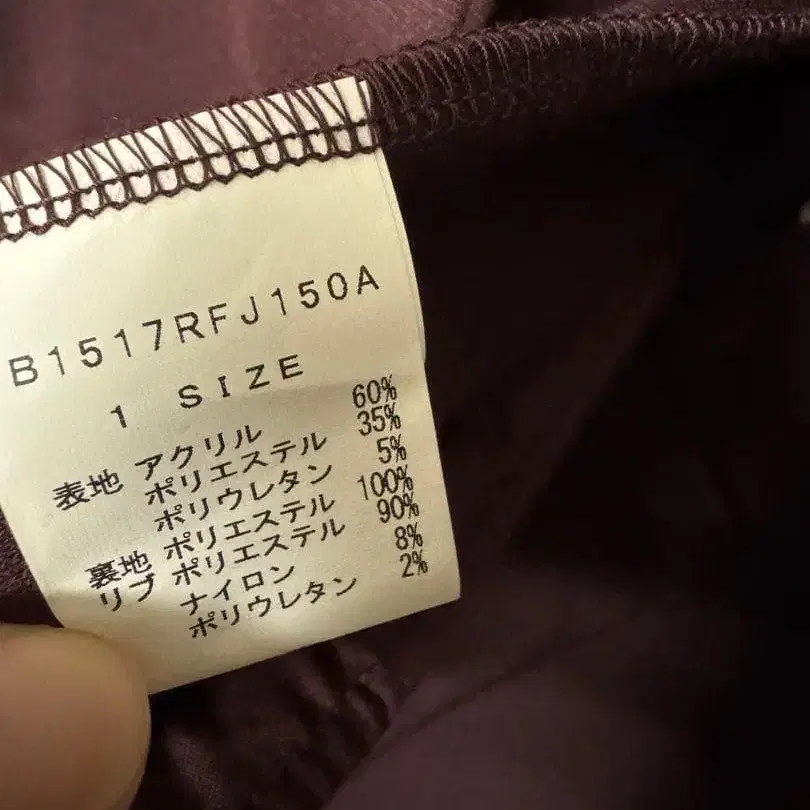 B1517RFJ150A
1 SIZE
表地 アクリル 60%
ポリエステル 35%
ポリウレタン 5%
裏地 ポリエステル 100%
リブ ポリエステル 90%
ナイロン 8%
ポリウレタン 2%